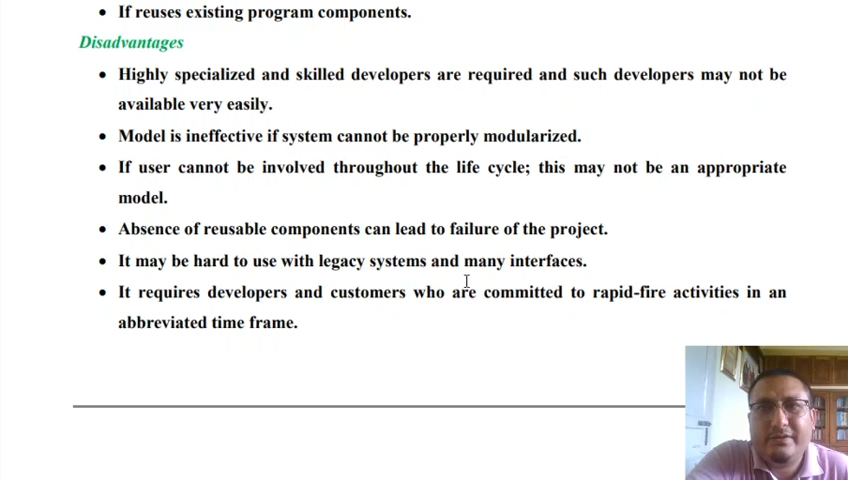 • If reuses existing program components.
Disadvantages
• Highly specialized and skilled developers are required and such developers may not be
available very easily.
• Model is ineffective if system cannot be properly modularized.
• If user cannot be involved throughout the life cycle; this may not be an appropriate
model.
• Absence of reusable components can lead to failure of the project.
• It may be hard to use with legacy systems and many interfaces.
• It requires developers and customers who are committed to rapid-fire activities in an
abbreviated time frame.